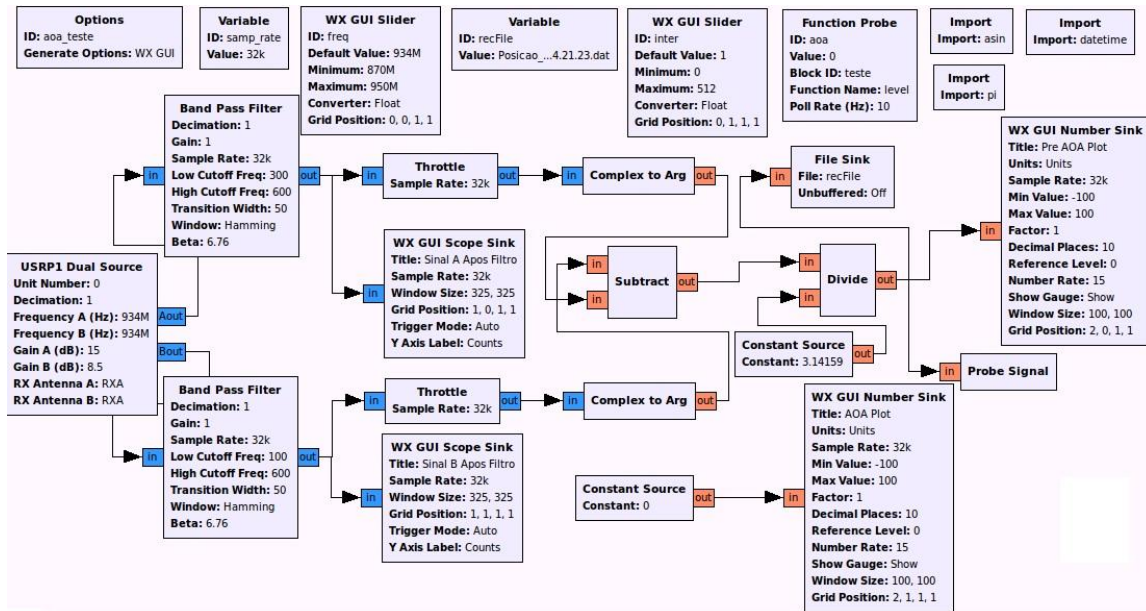 Options
ID: aoa_teste
Generate Options: WX GUI
Variable
ID: samp_rate
Value: 32k
WX GUI Slider
ID: freq
Default Value: 934M
Minimum: 870M
Maximum: 950M
Converter: Float
Grid Position: 0, 0, 1, 1
Variable
ID: recFile
Value: Posicao_...4.21.23.dat
WX GUI Slider
ID: inter
Default Value: 1
Minimum: 0
Maximum: 512
Converter: Float
Grid Position: 0, 1, 1, 1
Function Probe
ID: aoa
Value: 0
Block ID: teste
Function Name: level
Poll Rate (Hz): 10
Import
Import: asin
Import
Import: datetime
Import
Import: pi
Band Pass Filter
Decimation: 1
Gain: 1
Sample Rate: 32k
Low Cutoff Freq: 300
High Cutoff Freq: 600
Transition Width: 50
Window: Hamming
Beta: 6.76
in
out
Throttle
Sample Rate: 32k
in
out
Complex to Arg
in
out
File Sink
File: recFile
Unbuffered: Off
in
WX GUI Number Sink
Title: Pre AOA Plot
Units: Units
Sample Rate: 32k
Min Value: -100
Max Value: 100
Factor: 1
Decimal Places: 10
Reference Level: 0
Number Rate: 15
Show Gauge: Show
Window Size: 100, 100
Grid Position: 2, 0, 1, 1
in
USRP1 Dual Source
Unit Number: 0
Decimation: 1
Frequency A (Hz): 934M
Frequency B (Hz): 934M
Gain A (dB): 15
Gain B (dB): 8.5
RX Antenna A: RXA
RX Antenna B: RXA
Aout
Bout
WX GUI Scope Sink
Title: Sinal A Apos Filtro
Sample Rate: 32k
Window Size: 325, 325
Grid Position: 1, 0, 1, 1
Trigger Mode: Auto
Y Axis Label: Counts
in
in
in
Subtract
out
in
in
Divide
out
Constant Source
Constant: 3.14159
out
in
Probe Signal
Band Pass Filter
Decimation: 1
Gain: 1
Sample Rate: 32k
Low Cutoff Freq: 100
High Cutoff Freq: 600
Transition Width: 50
Window: Hamming
Beta: 6.76
in
out
Throttle
Sample Rate: 32k
in
out
Complex to Arg
in
out
WX GUI Scope Sink
Title: Sinal B Apos Filtro
Sample Rate: 32k
Window Size: 325, 325
Grid Position: 1, 1, 1, 1
Trigger Mode: Auto
Y Axis Label: Counts
in
Constant Source
Constant: 0
out
WX GUI Number Sink
Title: AOA Plot
Units: Units
Sample Rate: 32k
Min Value: -100
Max Value: 100
Factor: 1
Decimal Places: 10
Reference Level: 0
Number Rate: 15
Show Gauge: Show
Window Size: 100, 100
Grid Position: 2, 1, 1, 1
in